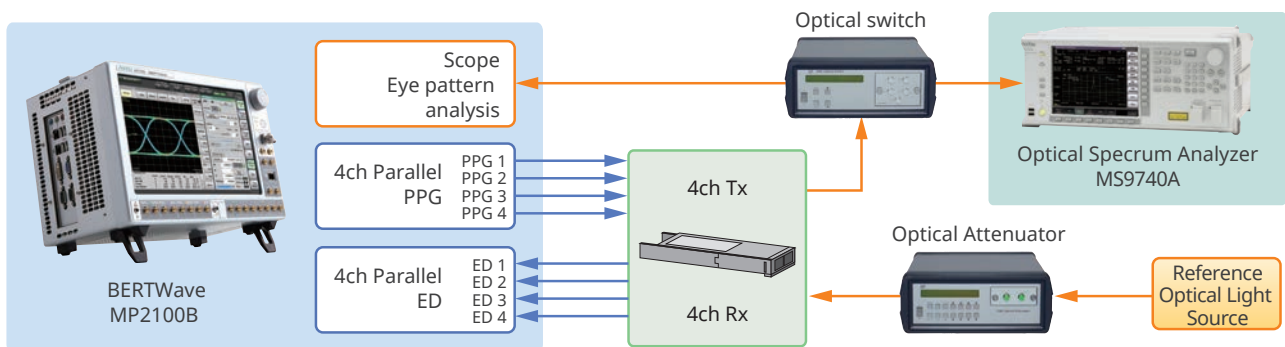 Optical switch
Scope
Eye pattern
analysis
4ch Parallel
PPG
PPG 1
PPG 2
PPG 3
PPG 4
4ch Parallel
ED
ED 1
ED 2
ED 3
ED 4
BERTWave
MP2100B
4ch Tx
4ch Rx
Optical Specrum Analyzer
MS9740A
Optical Attenuator
Reference
Optical Light
Source